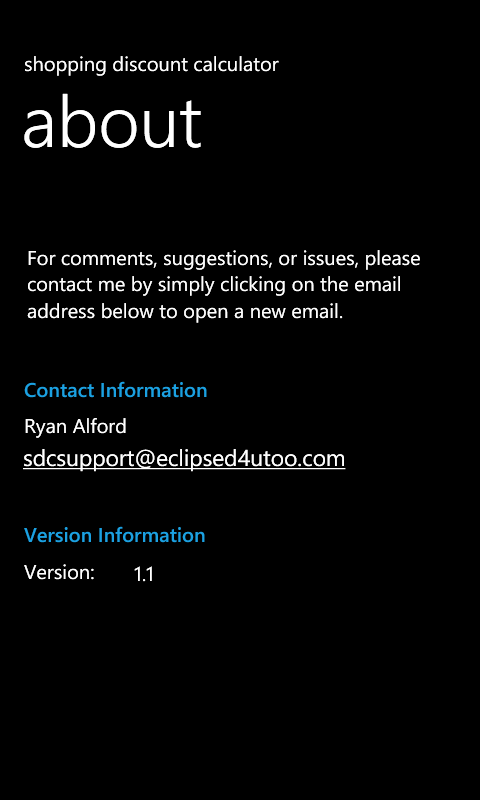 shopping discount calculator
about
For comments, suggestions, or issues, please
contact me by simply clicking on the email
address below to open a new email.
Contact Information
Ryan Alford
sdcsupport@eclipsed4utoo.com
Version Information
Version: 1.1